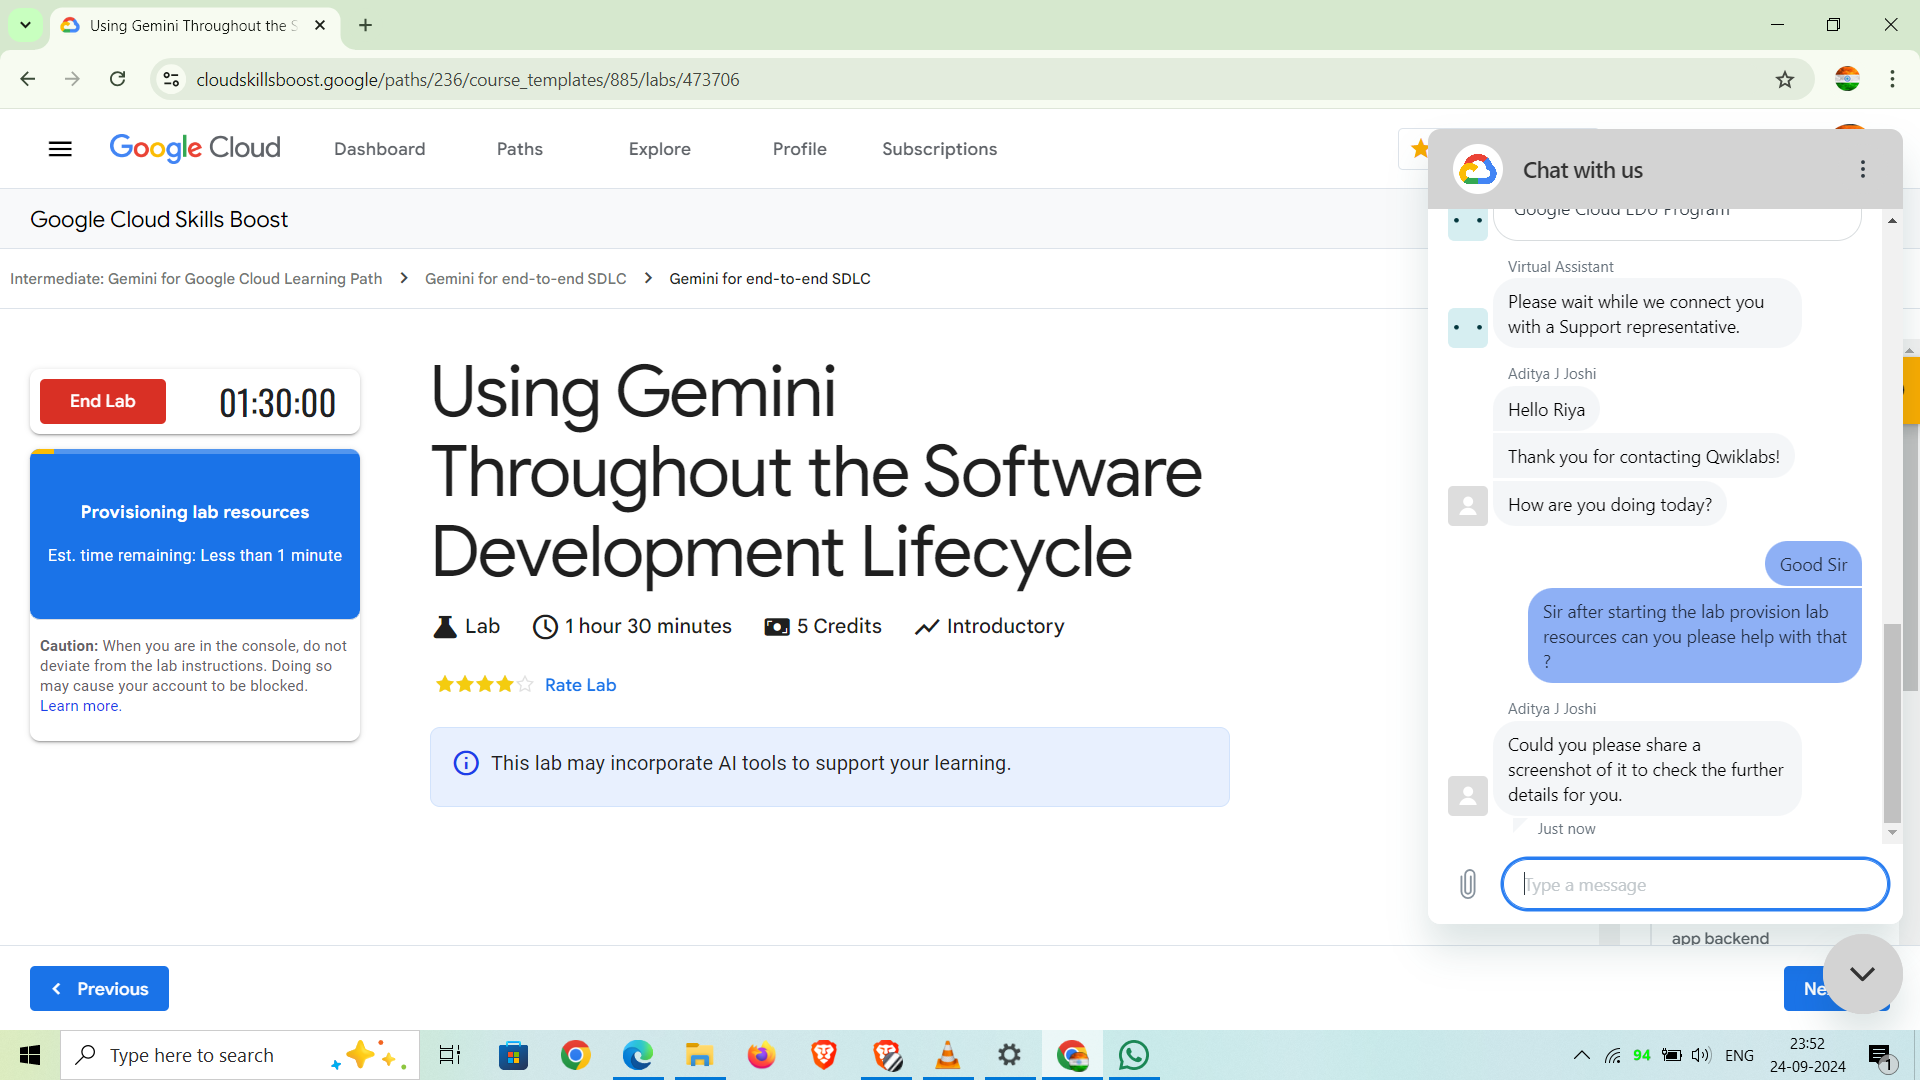 Using Gemini Throughout the S
cloudskillsboost.google/paths/236/course_templates/885/labs/473706
Google Cloud
Dashboard
Paths
Explore
Profile
Subscriptions
Google Cloud Skills Boost
Intermediate: Gemini for Google Cloud Learning Path > Gemini for end-to-end SDLC > Gemini for end-to-end SDLC
End Lab
01:30:00
Provisioning lab resources
Est. time remaining: Less than 1 minute
Caution: When you are in the console, do not
deviate from the lab instructions. Doing so
may cause your account to be blocked.
Learn more.
Using Gemini
Throughout the Software
Development Lifecycle
Lab
1 hour 30 minutes
5 Credits
Introductory
Rate Lab
This lab may incorporate AI tools to support your learning.
Chat with us
Google Cloud EDU Program
Virtual Assistant
Please wait while we connect you
with a Support representative.
Aditya J Joshi
Hello Riya
Thank you for contacting Qwiklabs!
How are you doing today?
Good Sir
Sir after starting the lab provision lab
resources can you please help with that
?
Aditya J Joshi
Could you please share a
screenshot of it to check the further
details for you.
Just now
Type a message
app backend
Previous
Ne
Type here to search
94
ENG
23:52
24-09-2024
1